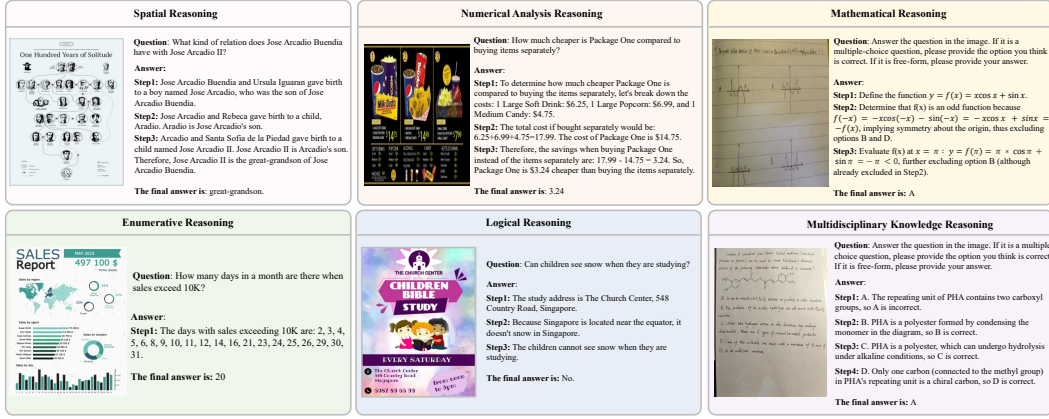 Spatial Reasoning
One Hundred Years of Solitude
Question: What kind of relation does Jose Arcadio Buendia
have with Jose Arcadio II?
Answer:
Step1: Jose Arcadio Buendia and Ursula Iguaran gave birth
to a boy named Jose Arcadio, who was the son of Jose
Arcadio Buendia.
Step2: Jose Arcadio and Rebeca gave birth to a child,
Aradio. Aradio is Jose Arcadio's son.
Step3: Arcadio and Santa Sofia de la Piedad gave birth to a
child named Jose Arcadio II. Jose Arcadio II is Arcadio's son.
Therefore, Jose Arcadio II is the great-grandson of Jose
Arcadio Buendia.
The final answer is: great-grandson.
Numerical Analysis Reasoning
Question: How much cheaper is Package One compared to
buying items separately?
Answer:
Step1: To determine how much cheaper Package One is
compared to buying the items separately, let's break down the
costs: 1 Large Soft Drink: $6.25, 1 Large Popcorn: $6.99, and 1
Medium Candy: $4.75.
Step2: The total cost if bought separately would be:
6.25+6.99+4.75=17.99. The cost of Package One is $14.75.
Step3: Therefore, the savings when buying Package One
instead of the items separately are: 17.99 - 14.75 = 3.24. So,
Package One is $3.24 cheaper than buying the items separately.
The final answer is: 3.24
Mathematical Reasoning
Question: Answer the question in the image. If it is a
multiple-choice question, please provide the option you think
is correct. If it is free-form, please provide your answer.
Answer:
Step1: Define the function y = f(x) = xcos x + sin x.
Step2: Determine that f(x) is an odd function because
f(−x) = −xcos(−x) − sin(−x) = −xcos x + sinx =
−f(x), implying symmetry about the origin, thus excluding
options B and D.
Step3: Evaluate f(x) at x = π: y = f(π) = π ∗ cos π +
sin π = −π < 0, further excluding option B (although
already excluded in Step2).
The final answer is: A
Enumerative Reasoning
SALES
Report
MAY 2015
497 100 $
Question: How many days in a month are there when
sales exceed 10K?
Answer:
Step1: The days with sales exceeding 10K are: 2, 3, 4,
5, 6, 8, 9, 10, 11, 12, 14, 16, 21, 23, 24, 25, 26, 29, 30,
31.
The final answer is: 20
Logical Reasoning
THE CHURCH CENTER
CHILDREN
BIBLE
STUDY
EVERY SATURDAY
The Church Center
548 Country Road
Singapore
Question: Can children see snow when they are studying?
Answer:
Step1: The study address is The Church Center, 548
Country Road, Singapore.
Step2: Because Singapore is located near the equator, it
doesn't snow in Singapore.
Step3: The children cannot see snow when they are
studying.
The final answer is: No.
Multidisciplinary Knowledge Reasoning
Question: Answer the question in the image. If it is a multiple
choice question, please provide the option you think is correct
If it is free-form, please provide your answer.
Answer:
Step1: A. The repeating unit of PHA contains two carboxyl
groups, so A is incorrect.
Step2: B. PHA is a polyester formed by condensing the
monomer in the diagram, so B is correct.
Step3: C. PHA is a polyester, which can undergo hydrolysis
under alkaline conditions, so C is correct.
Step4: D. Only one carbon (connected to the methyl group)
in PHA's repeating unit is a chiral carbon, so D is correct.
The final answer is: A